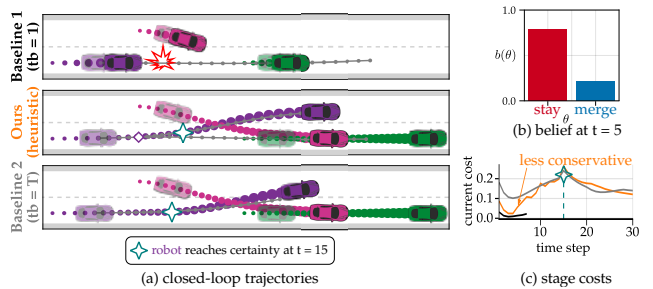 Baseline 1
(tb = 1)
Ours
(heuristic)
Baseline 2
(tb = T)
robot reaches certainty at t = 15
(a) closed-loop trajectories
1.0
b(θ)
0.0
stay
merge
θ
(b) belief at t = 5
less conservative
current cost
0.2
0.1
0.0
10
20
30
time step
(c) stage costs